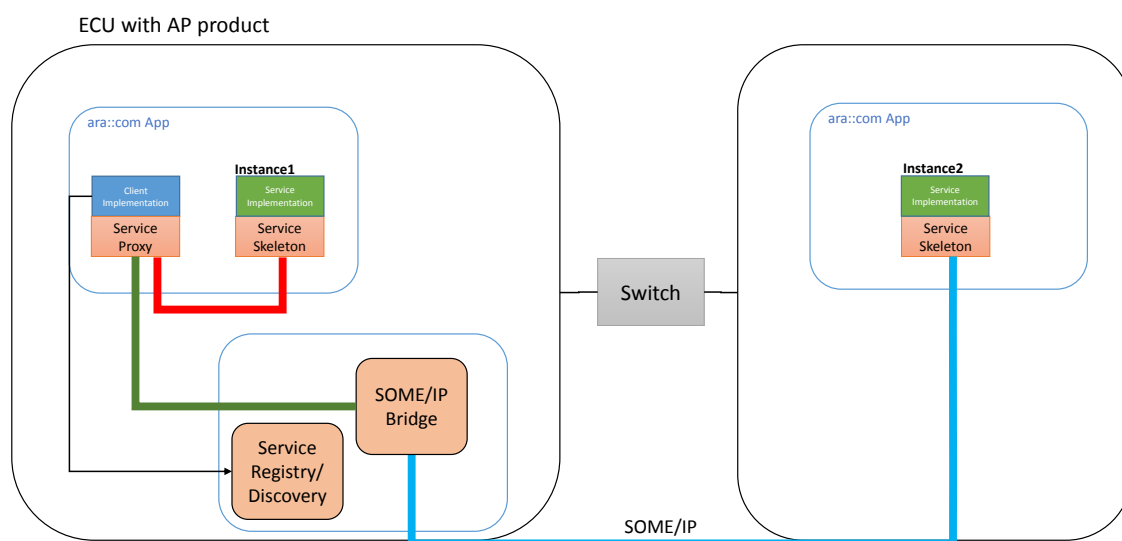 ECU with AP product
ara::com App
ara::com App
Instance1
Instance2
Client
Implementation
Service
Implementation
Service
Implementation
Service
Proxy
Service
Skeleton
Service
Skeleton
Switch
SOME/IP
Bridge
Service
Registry/
Discovery
SOME/IP